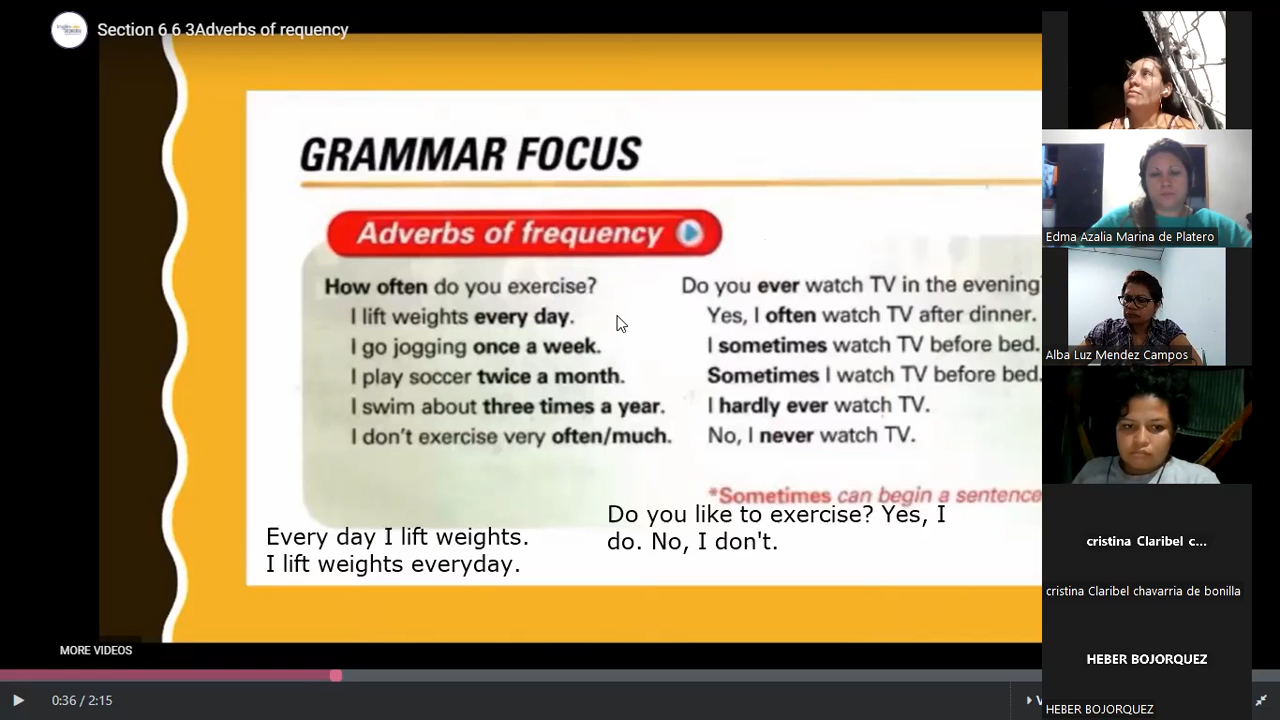 Section 6 6 3Adverbs of requency
GRAMMAR FOCUS
Adverbs of frequency
How often do you exercise?
I lift weights every day.
I go jogging once a week.
I play soccer twice a month.
I swim about three times a year.
I don't exercise very often/much.
Do you ever watch TV in the evening
Yes, I often watch TV after dinner.
I sometimes watch TV before bed.
Sometimes I watch TV before bed.
I hardly ever watch TV.
No, I never watch TV.
*Sometimes can begin a sentence
Every day I lift weights.
I lift weights everyday.
Do you like to exercise? Yes, I
do. No, I don't.
MORE VIDEOS
0:36 / 2:15
Edma Azalia Marina de Platero
Alba Luz Mendez Campos
cristina Claribel c...
cristina Claribel chavarria de bonilla
HEBER BOJORQUEZ
HEBER BOJORQUEZ